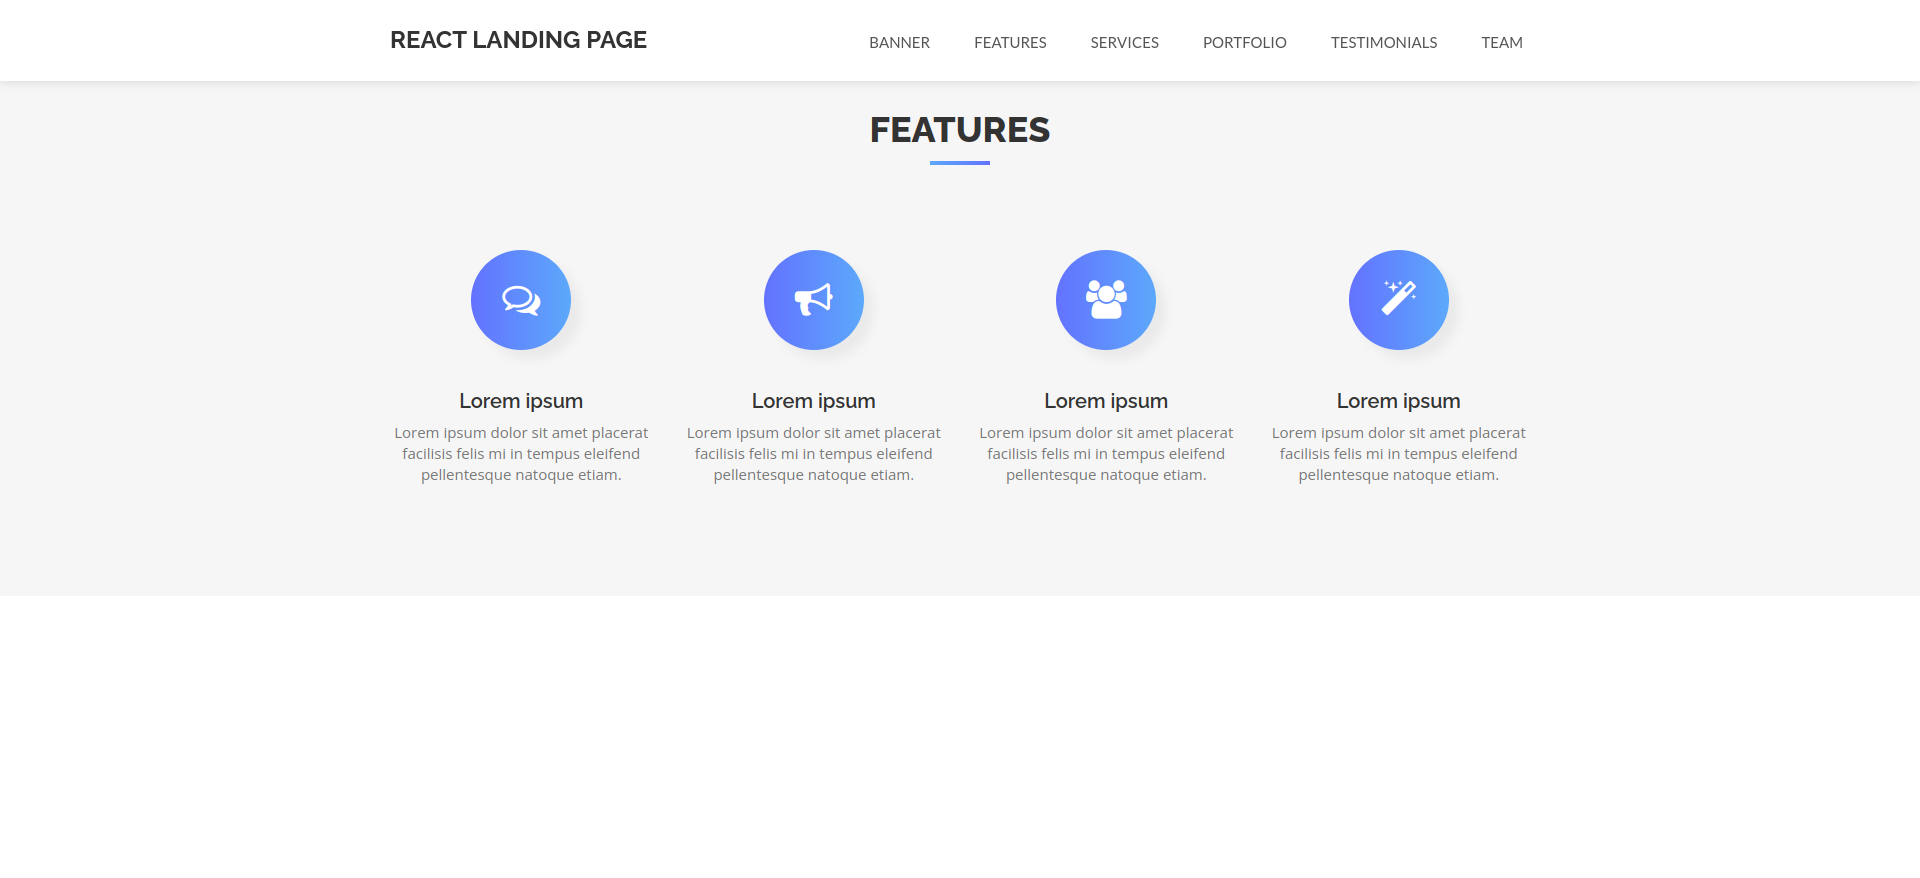 REACT LANDING PAGE
BANNER
FEATURES
SERVICES
PORTFOLIO
TESTIMONIALS
TEAM
FEATURES
Lorem ipsum
Lorem ipsum dolor sit amet placerat
facilisis felis mi in tempus eleifend
pellentesque natoque etiam.
Lorem ipsum
Lorem ipsum dolor sit amet placerat
facilisis felis mi in tempus eleifend
pellentesque natoque etiam.
Lorem ipsum
Lorem ipsum dolor sit amet placerat
facilisis felis mi in tempus eleifend
pellentesque natoque etiam.
Lorem ipsum
Lorem ipsum dolor sit amet placerat
facilisis felis mi in tempus eleifend
pellentesque natoque etiam.